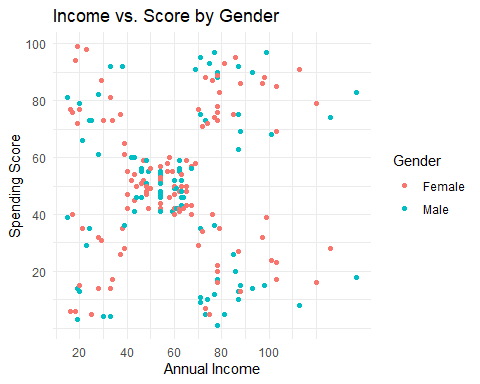 Income vs. Score by Gender
100
80
60
40
20
Spending Score
20
40
60
80
100
Annual Income
Gender
Female
Male